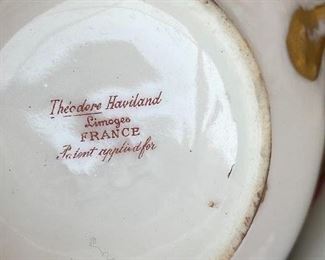 Théodore Haviland
Limoges
FRANCE
Patent applied for